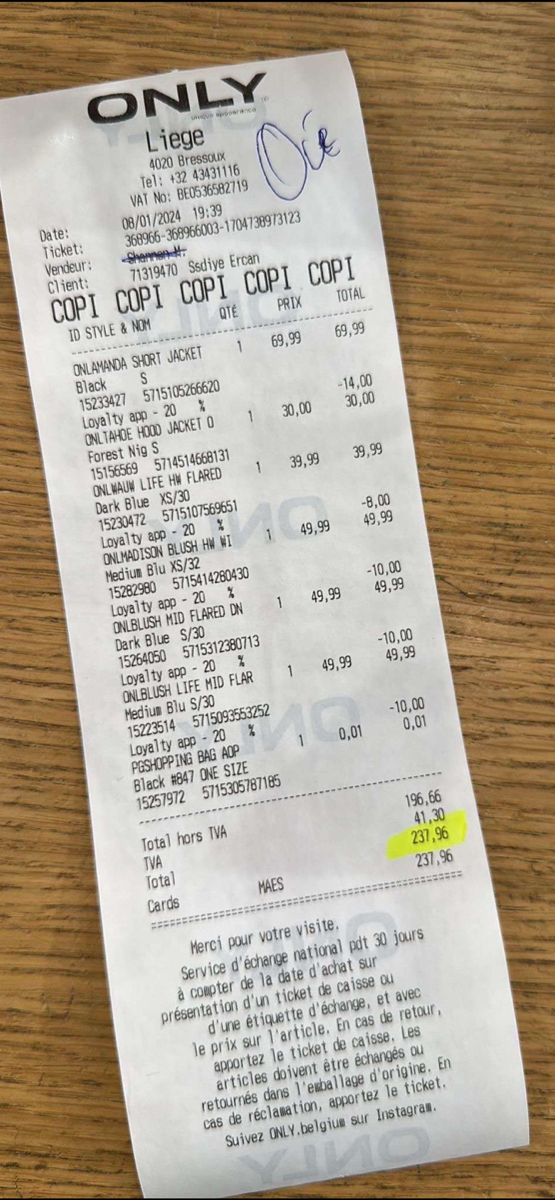 ONLY
unique appearance
Liege
4020 Bressoux
Tel: +32 43431116
VAT No: BE0536582719
Date: 08/01/2024 19:39
Ticket: 368966-368966003-1704738973123
Vendeur: Shannon M.
Client: 71319470 Ssdiye Ercan
COPI COPI COPI COPI COPI
ID STYLE & NOM QTÉ PRIX TOTAL
ONLAMANDA SHORT JACKET 1 69,99 69,99
Black S
15233427 5715105266620
Loyalty app - 20 % -14,00
ONLTAHOE HOOD JACKET O 1 30,00 30,00
Forest Nig S
15156569 5714514668131
ONLWAUW LIFE HW FLARED 1 39,99 39,99
Dark Blue XS/30
15230472 5715107569651
Loyalty app - 20 % -8,00
ONLMADISON BLUSH HW WI 1 49,99 49,99
Medium Blu XS/32
15282980 5715414280430
Loyalty app - 20 % -10,00
ONLBLUSH MID FLARED DN 1 49,99 49,99
Dark Blue S/30
15264050 5715312380713
Loyalty app - 20 % -10,00
ONLBLUSH LIFE MID FLAR 1 49,99 49,99
Medium Blu S/30
15223514 5715093553252
Loyalty app - 20 % -10,00
PGSHOPPING BAG AOP 1 0,01 0,01
Black #847 ONE SIZE
15257972 5715305787185
Total hors TVA 196,66
TVA 41,30
Total 237,96
Cards MAES 237,96
Merci pour votre visite.
Service d'échange national pdt 30 jours
à compter de la date d'achat sur
présentation d'un ticket de caisse ou
d'une étiquette d'échange, et avec
le prix sur l'article. En cas de retour,
apportez le ticket de caisse. Les
articles doivent être échangés ou
retournés dans l'emballage d'origine. En
cas de réclamation, apportez le ticket.
Suivez ONLY.belgium sur Instagram.